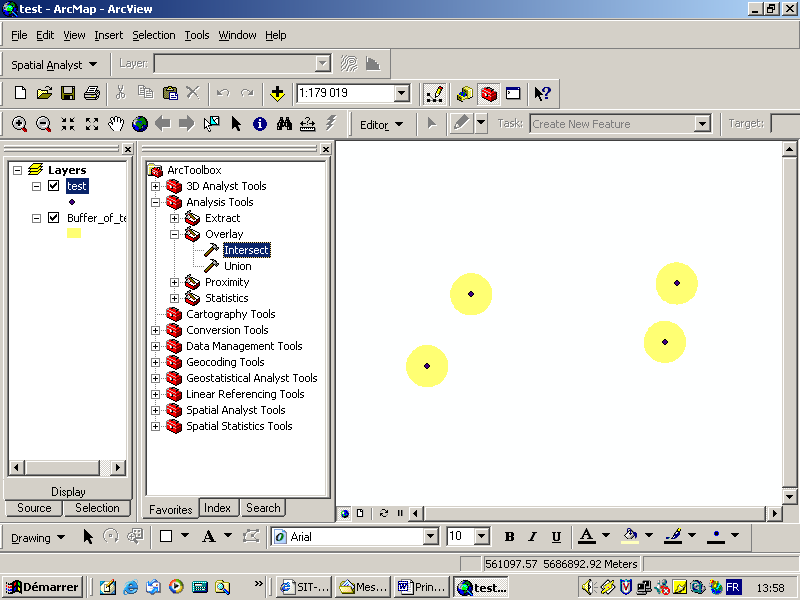 test - ArcMap - ArcView
File Edit View Insert Selection Tools Window Help
Spatial Analyst Layer:
1:179 019
Editor Task: Create New Feature Target:
Layers
test
Buffer_of_te
Display
Source Selection
ArcToolbox
3D Analyst Tools
Analysis Tools
Extract
Overlay
Intersect
Union
Proximity
Statistics
Cartography Tools
Conversion Tools
Data Management Tools
Geocoding Tools
Geostatistical Analyst Tools
Linear Referencing Tools
Spatial Analyst Tools
Spatial Statistics Tools
Favorites Index Search
Drawing A Arial 10 B I U A
561097.57 5686892.92 Meters
Démarrer SIT-... Mes... Prin... test... FR 13:58